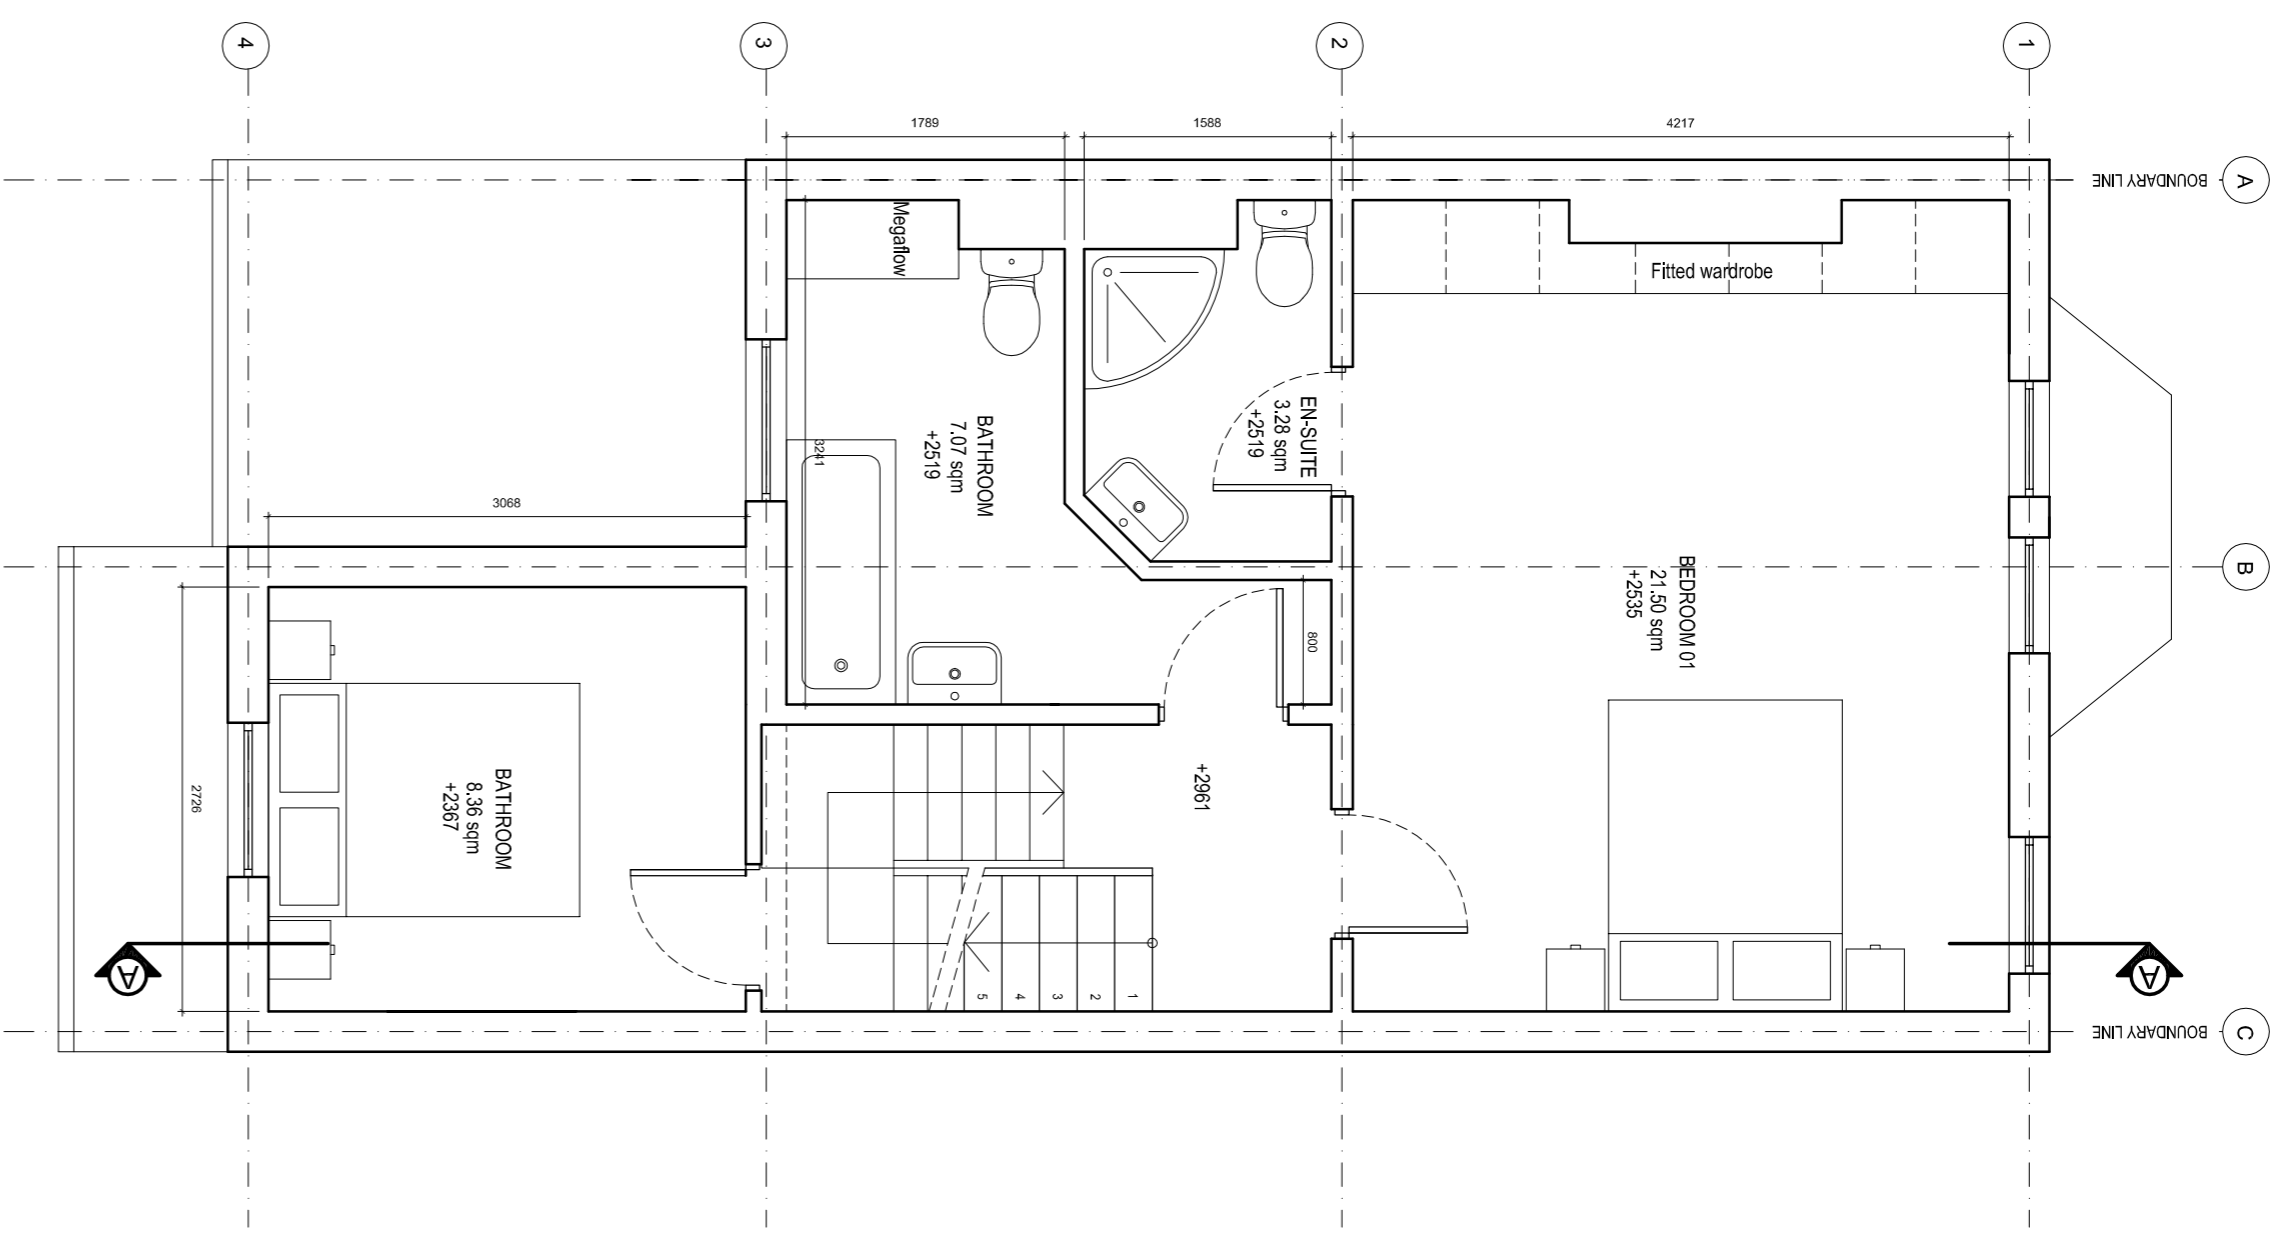 4
3
2
1
1789
1588
4217
BOUNDARY LINE
A
Megaflow
Fitted wardrobe
EN-SUITE
3.28 sqm
+2519
BATHROOM
7.07 sqm
+2519
3241
3068
BEDROOM 01
21.50 sqm
+2535
B
800
2726
BATHROOM
8.36 sqm
+2367
+2961
A
5
4
3
2
1
A
BOUNDARY LINE
C